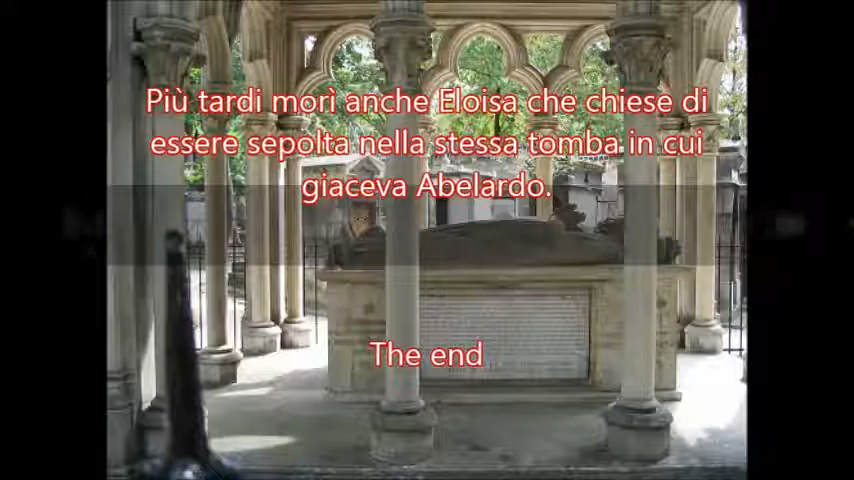 Più tardi morì anche Eloisa che chiese di
essere sepolta nella stessa tomba in cui
giaceva Abelardo.
The end